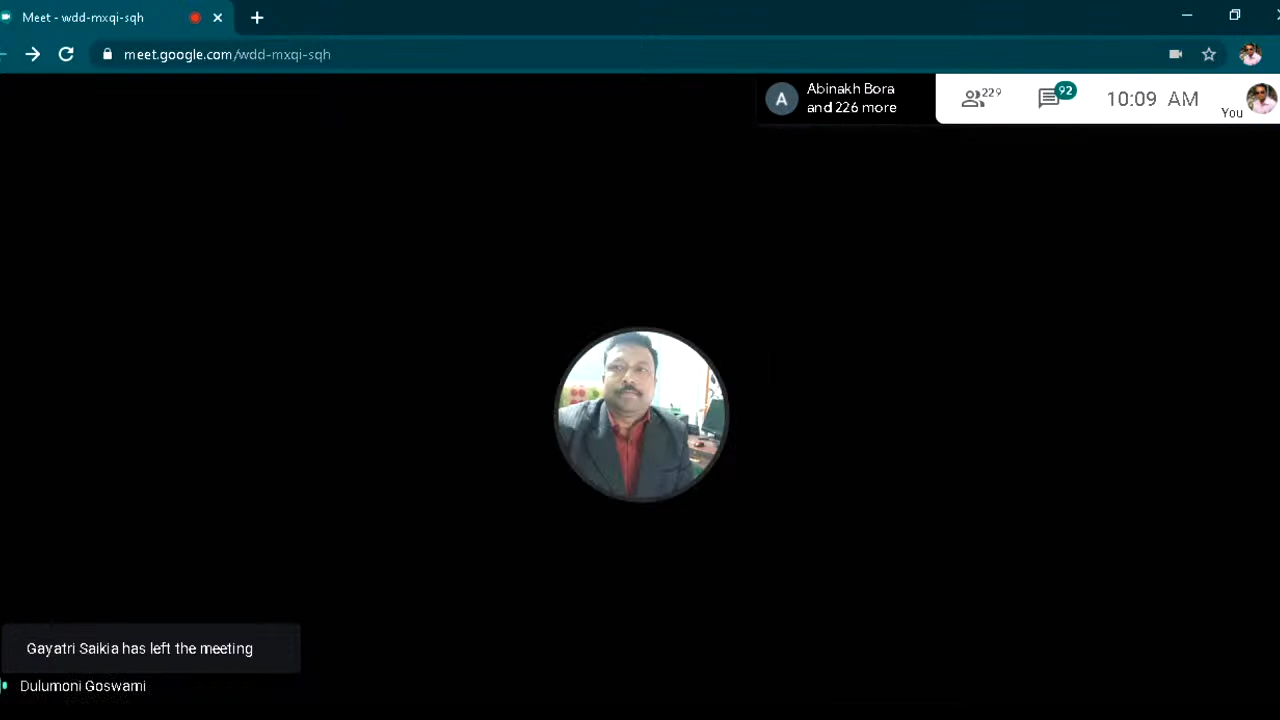 Meet - wdd-mxqi-sqh
meet.google.com/wdd-mxqi-sqh
A
Abinakh Bora
and 226 more
229
92
10:09 AM
You
Gayatri Saikia has left the meeting
Dulumoni Goswami